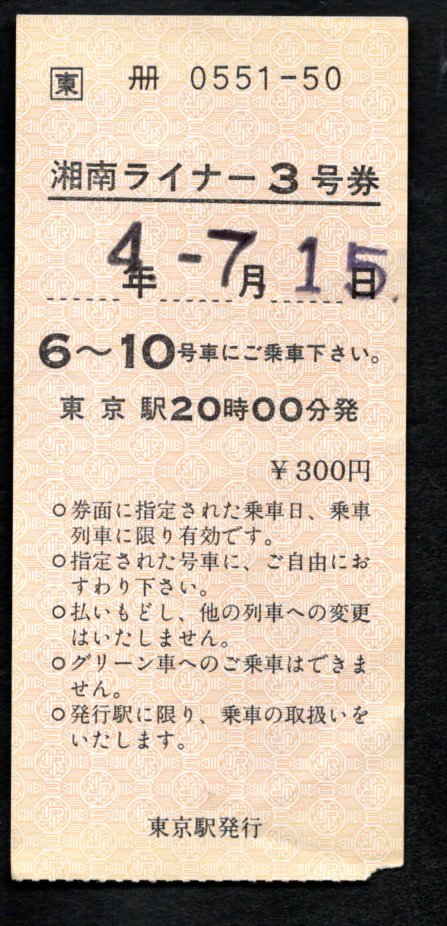 東 冊 0551-50
湘南ライナー3号券
4年-7月15日
6～10号車にご乗車下さい。
東京駅20時00分発
￥300円
○券面に指定された乗車日、乗車
列車に限り有効です。
○指定された号車に、ご自由にお
すわり下さい。
○払いもどし、他の列車への変更
はいたしません。
○グリーン車へのご乗車はできま
せん。
○発行駅に限り、乗車の取扱いを
いたします。
東京駅発行